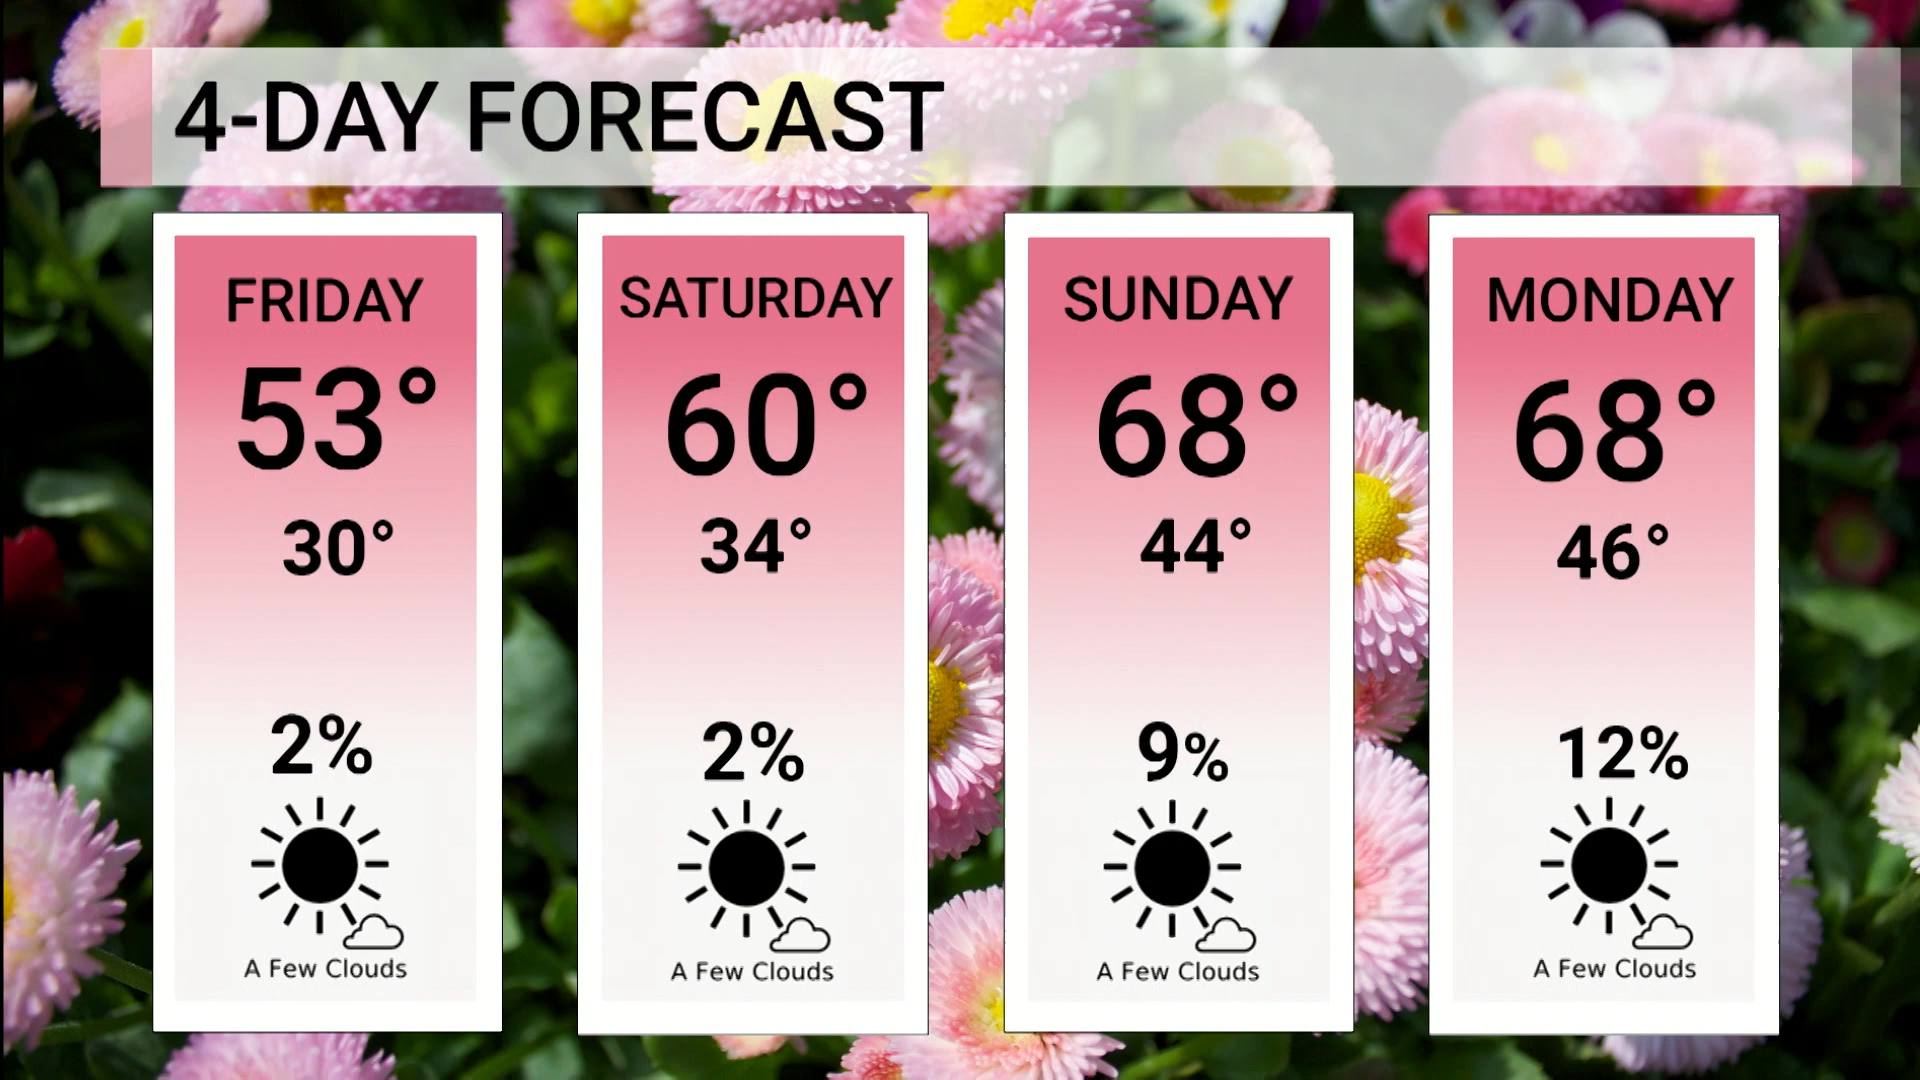 4-DAY FORECAST
FRIDAY
53°
30°
2%
A Few Clouds
SATURDAY
60°
34°
2%
A Few Clouds
SUNDAY
68°
44°
9%
A Few Clouds
MONDAY
68°
46°
12%
A Few Clouds